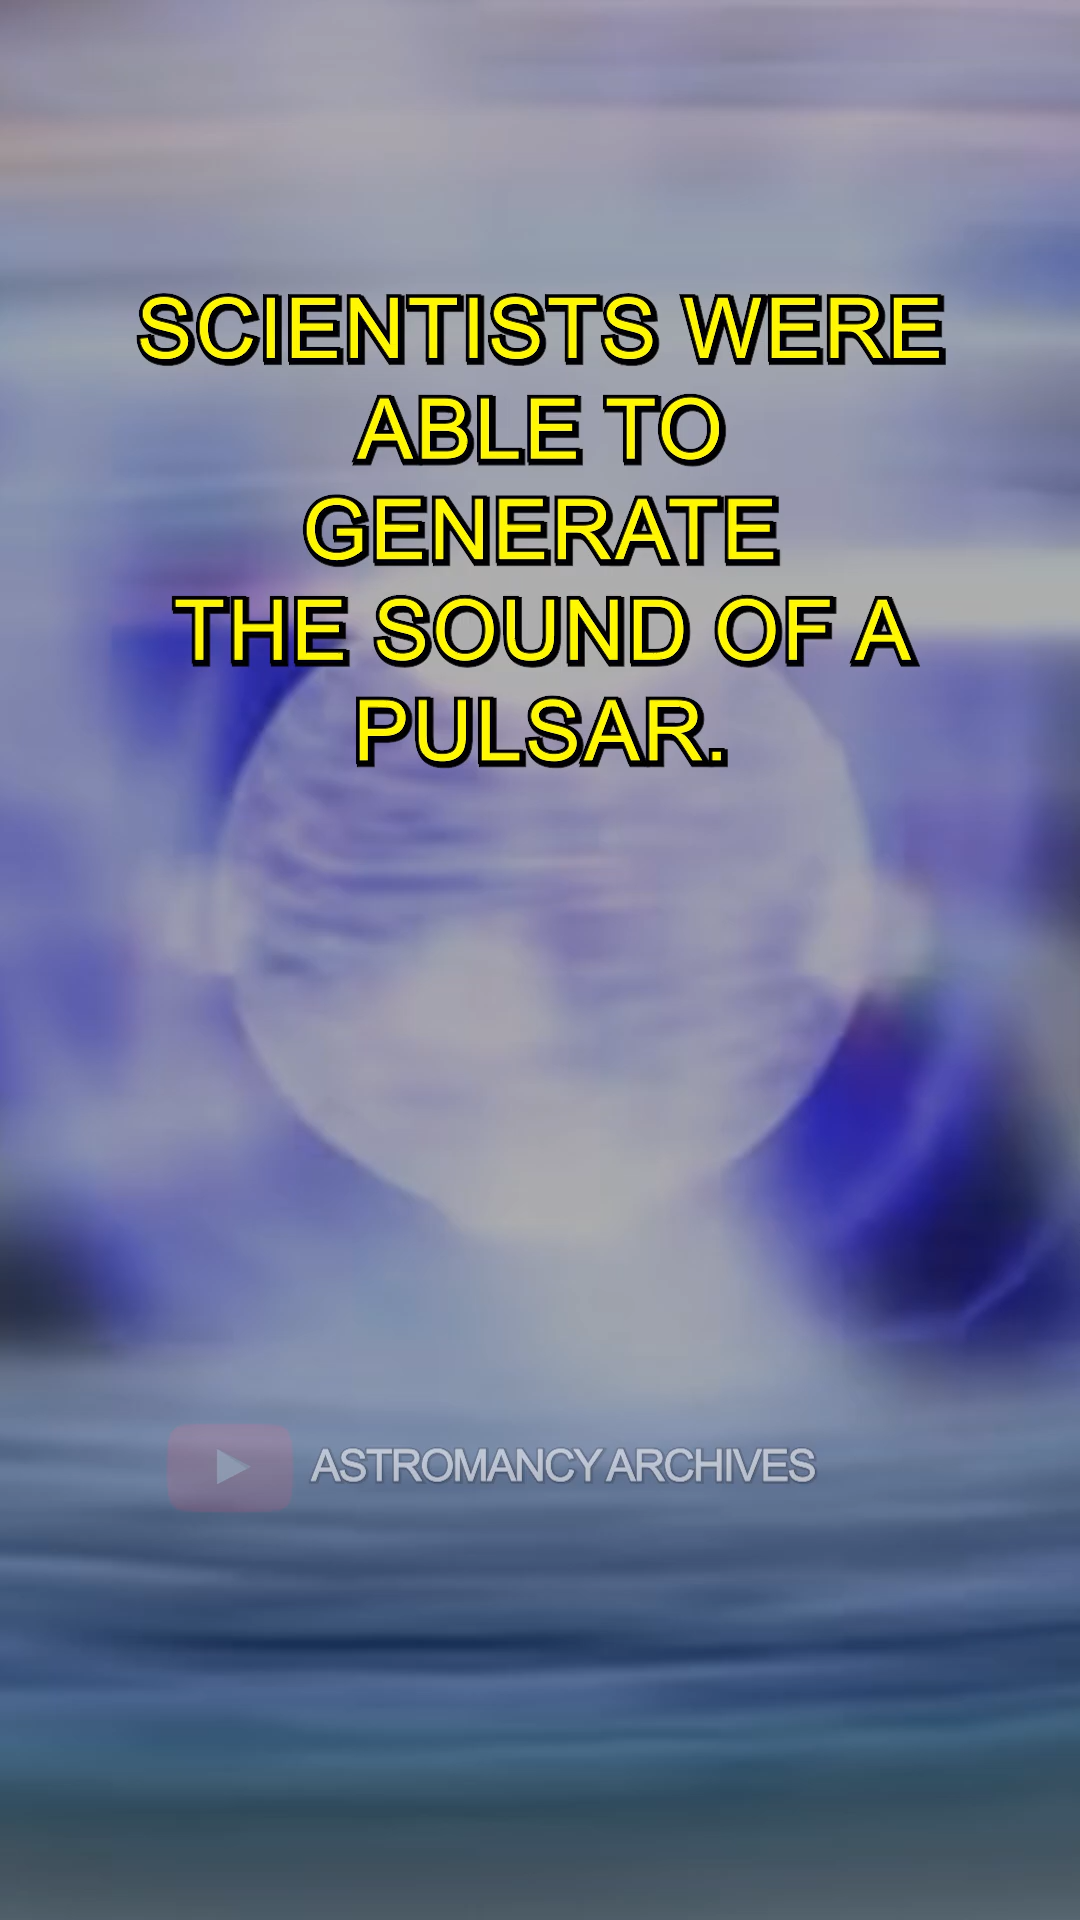 SCIENTISTS WERE
ABLE TO
GENERATE
THE SOUND OF A
PULSAR.
ASTROMANCY ARCHIVES